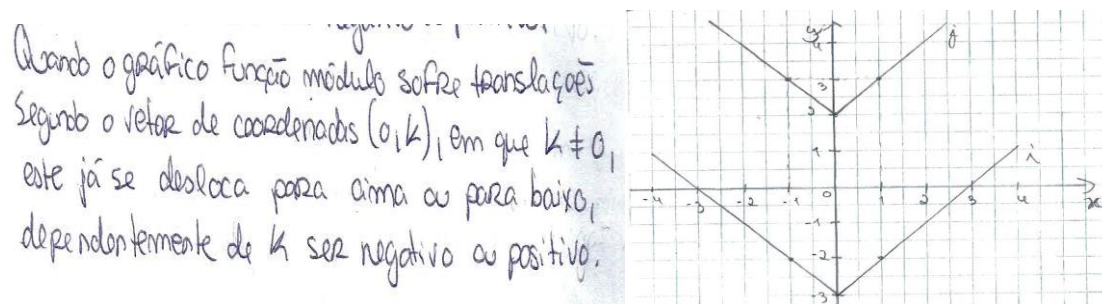 Quando o gráfico função módulo sofre translações
segundo o vetor de coordenadas (0,k), em que k ≠ 0,
este já se desloca para cima ou para baixo,
dependentemente de k ser negativo ou positivo.
y
4
j
3
2
1
i
-4 -3 -2 -1 0 1 2 3 4 x
-1
-2
-3